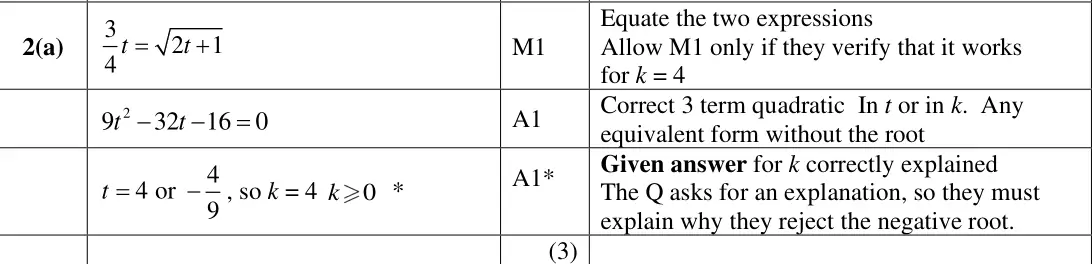 2(a) 3/4 t = √(2t + 1) M1 Equate the two expressions
Allow M1 only if they verify that it works
for k = 4
9t² − 32t − 16 = 0 A1 Correct 3 term quadratic In t or in k. Any
equivalent form without the root
t = 4 or − 4/9 , so k = 4 k ⩾ 0 * A1* Given answer for k correctly explained
The Q asks for an explanation, so they must
explain why they reject the negative root.
(3)